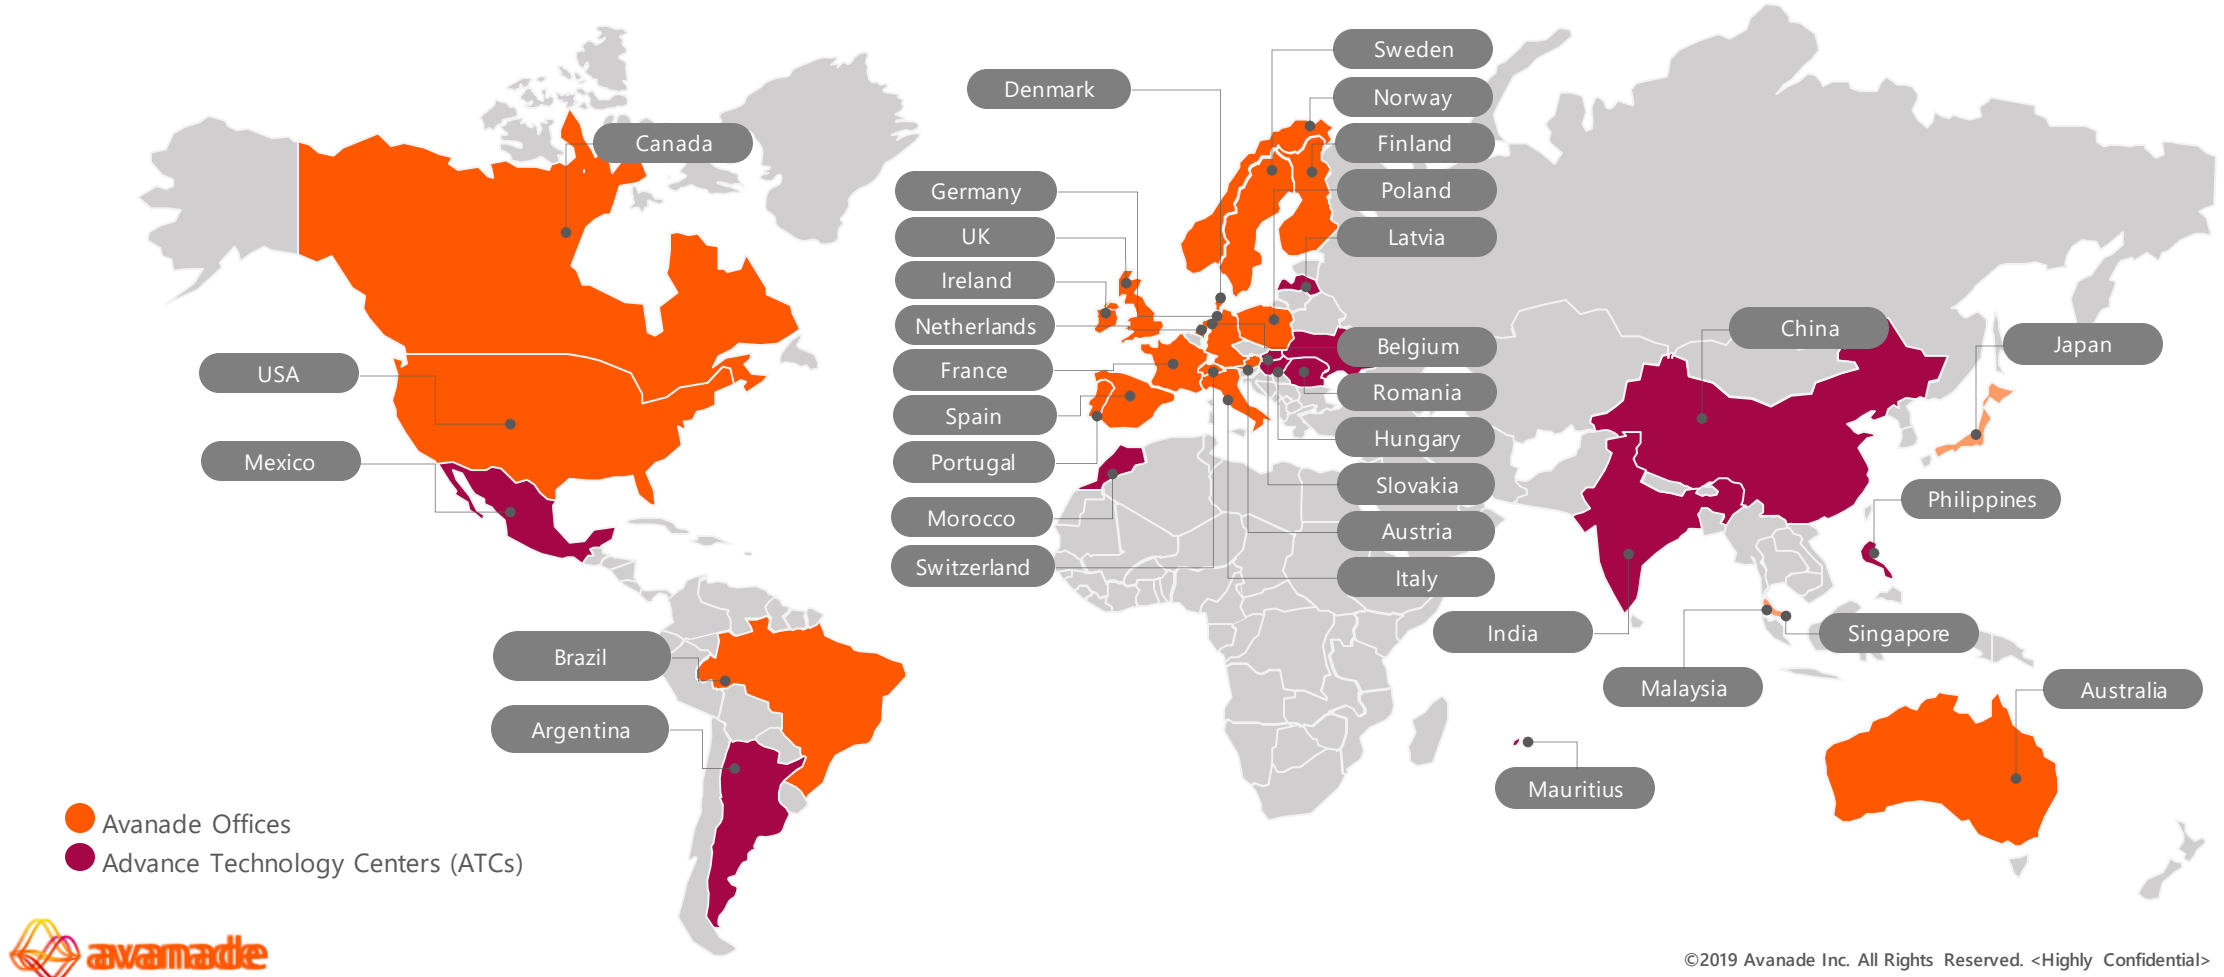 Sweden
Denmark
Norway
Canada
Finland
Germany
Poland
UK
Latvia
Ireland
Netherlands
China
Japan
USA
France
Belgium
Romania
Spain
Mexico
Portugal
Hungary
Slovakia
Philippines
Morocco
Austria
Switzerland
Italy
India
Singapore
Brazil
Malaysia
Australia
Argentina
Mauritius
Avanade Offices
Advance Technology Centers (ATCs)
avanade
©2019 Avanade Inc. All Rights Reserved. <Highly Confidential>